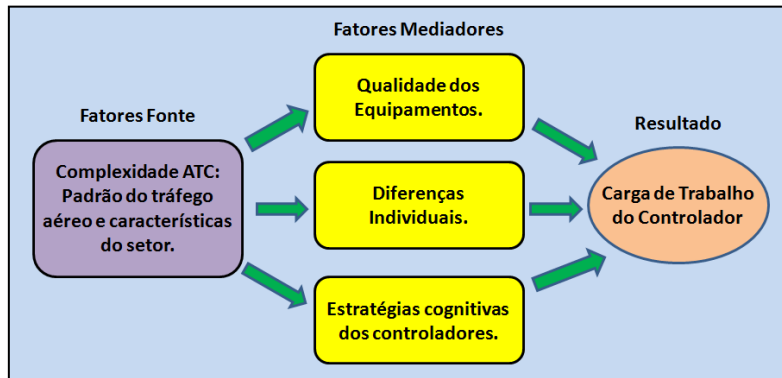 Fatores Mediadores
Qualidade dos
Equipamentos.
Fatores Fonte
Resultado
Complexidade ATC:
Padrão do tráfego
aéreo e características
do setor.
Diferenças
Individuais.
Carga de Trabalho
do Controlador
Estratégias cognitivas
dos controladores.